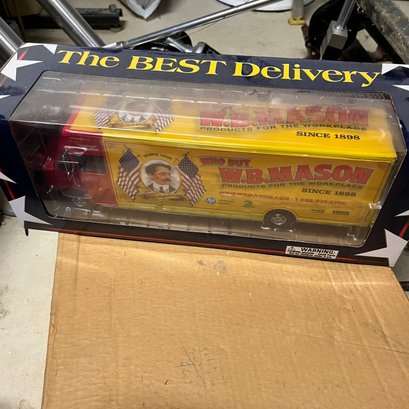 The BEST Delivery
W.B. MASON
PRODUCTS FOR THE WORKPLACE
SINCE 1898
WHO BUT
W.B. MASON
PRODUCTS FOR THE WORKPLACE
SINCE 1898
hp
WARNING